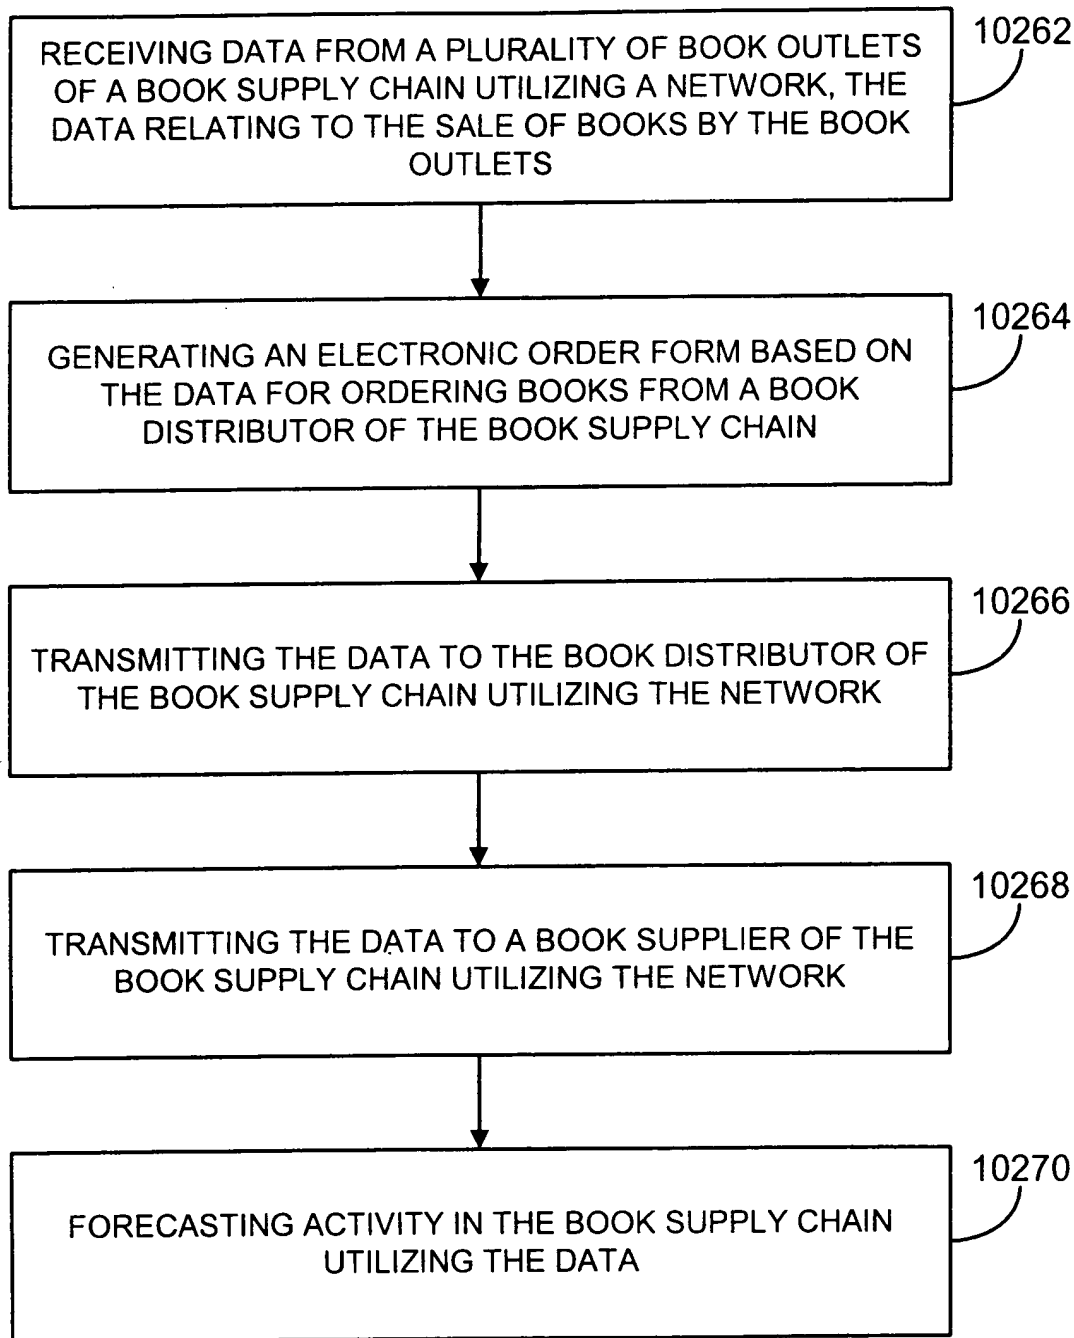 10262
RECEIVING DATA FROM A PLURALITY OF BOOK OUTLETS
OF A BOOK SUPPLY CHAIN UTILIZING A NETWORK, THE
DATA RELATING TO THE SALE OF BOOKS BY THE BOOK
OUTLETS
10264
GENERATING AN ELECTRONIC ORDER FORM BASED ON
THE DATA FOR ORDERING BOOKS FROM A BOOK
DISTRIBUTOR OF THE BOOK SUPPLY CHAIN
10266
TRANSMITTING THE DATA TO THE BOOK DISTRIBUTOR OF
THE BOOK SUPPLY CHAIN UTILIZING THE NETWORK
10268
TRANSMITTING THE DATA TO A BOOK SUPPLIER OF THE
BOOK SUPPLY CHAIN UTILIZING THE NETWORK
10270
FORECASTING ACTIVITY IN THE BOOK SUPPLY CHAIN
UTILIZING THE DATA